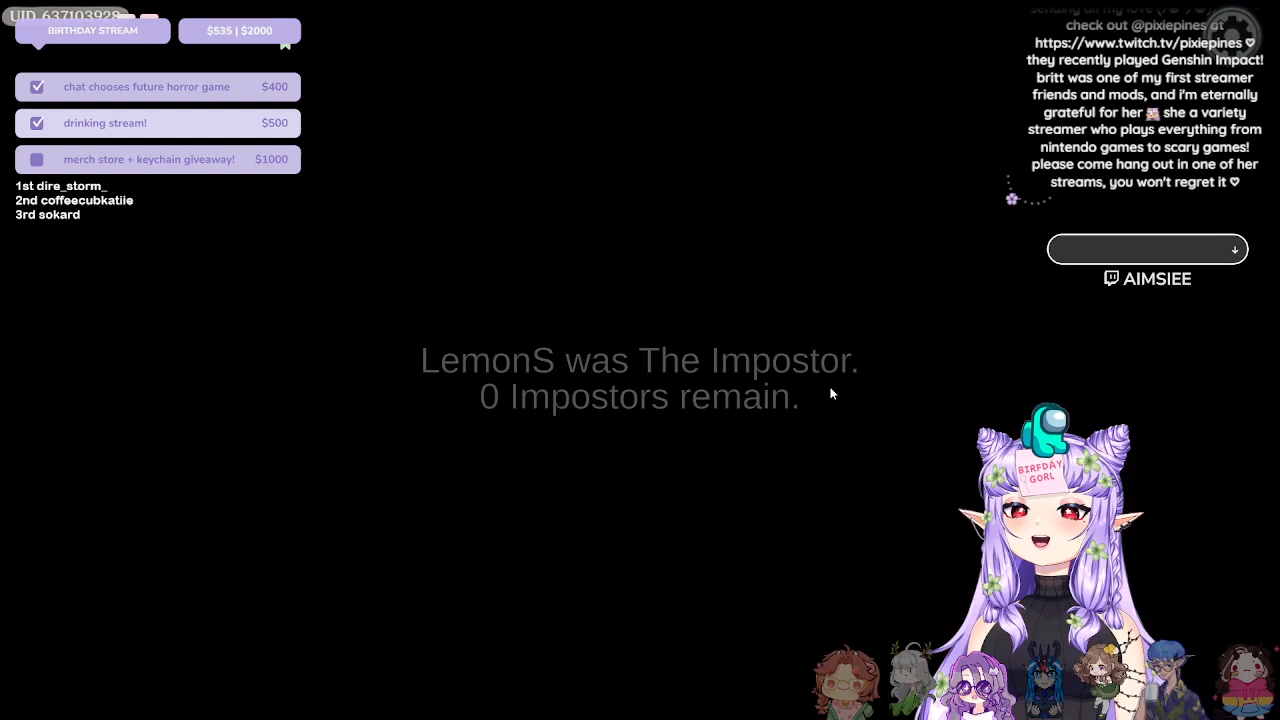 UID 637103928
BIRTHDAY STREAM
$535 | $2000
chat chooses future horror game $400
drinking stream! $500
merch store + keychain giveaway! $1000
1st dire_storm_
2nd coffeecubkatiie
3rd sokard
sending all my love
check out @pixiepines at
https://www.twitch.tv/pixiepines ♡
they recently played Genshin Impact!
britt was one of my first streamer
friends and mods, and i'm eternally
grateful for her she a variety
streamer who plays everything from
nintendo games to scary games!
please come hang out in one of her
streams, you won't regret it ♡
AIMSIEE
LemonS was The Impostor.
0 Impostors remain.
BIRFDAY
GORL